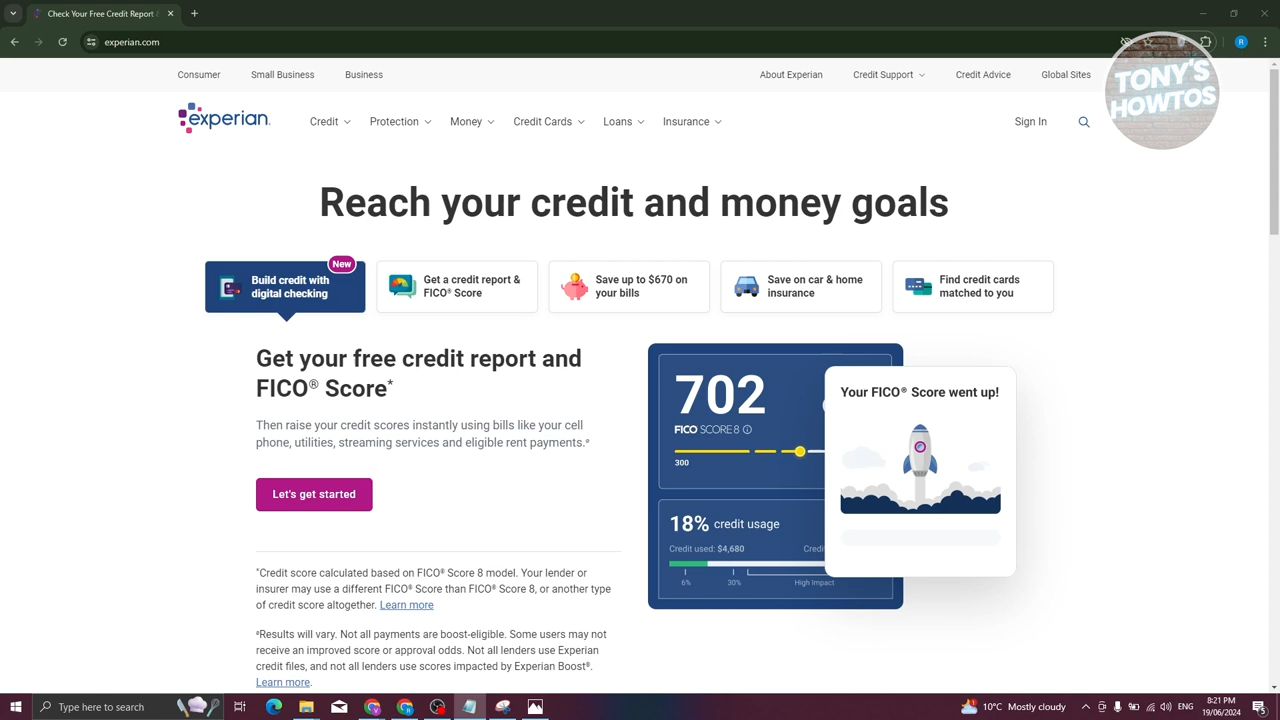 Check Your Free Credit Report
experian.com
R
TONY'S
HOWTOS
Consumer
Small Business
Business
About Experian
Credit Support
Credit Advice
Global Sites
experian.
Credit
Protection
Money
Credit Cards
Loans
Insurance
Sign In
Reach your credit and money goals
New
Build credit with
digital checking
Get a credit report &
FICO® Score
Save up to $670 on
your bills
Save on car & home
insurance
Find credit cards
matched to you
Get your free credit report and
FICO® Score*
Then raise your credit scores instantly using bills like your cell
phone, utilities, streaming services and eligible rent payments.ø
Let's get started
*Credit score calculated based on FICO® Score 8 model. Your lender or
insurer may use a different FICO® Score than FICO® Score 8, or another type
of credit score altogether. Learn more
øResults will vary. Not all payments are boost-eligible. Some users may not
receive an improved score or approval odds. Not all lenders use Experian
credit files, and not all lenders use scores impacted by Experian Boost®.
Learn more.
702
FICO SCORE 8
300
18% credit usage
Credit used: $4,680
Credi
6%
30%
High Impact
Your FICO® Score went up!
Type here to search
10°C Mostly cloudy
8:21 PM
19/06/2024